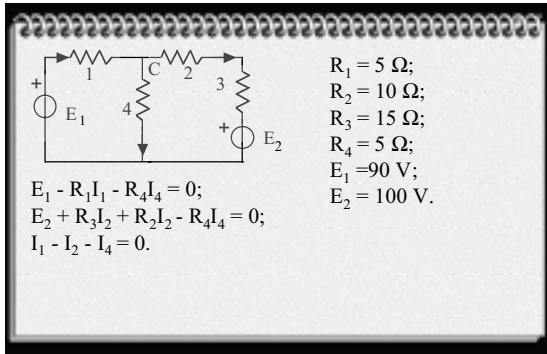 1
C
2
3
+
E₁
4
+
E₂
E₁ - R₁I₁ - R₄I₄ = 0;
E₂ + R₃I₂ + R₂I₂ - R₄I₄ = 0;
I₁ - I₂ - I₄ = 0.
R₁ = 5 Ω;
R₂ = 10 Ω;
R₃ = 15 Ω;
R₄ = 5 Ω;
E₁ =90 V;
E₂ = 100 V.